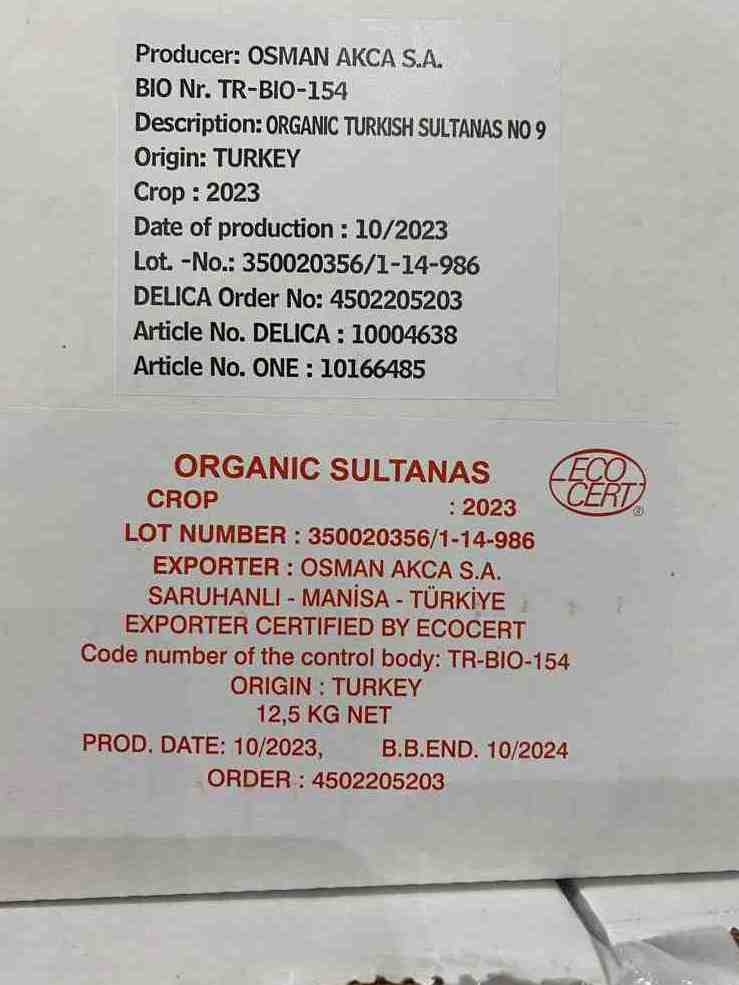 Producer: OSMAN AKCA S.A.
BIO Nr. TR-BIO-154
Description: ORGANIC TURKISH SULTANAS NO 9
Origin: TURKEY
Crop : 2023
Date of production : 10/2023
Lot. -No.: 350020356/1-14-986
DELICA Order No: 4502205203
Article No. DELICA : 10004638
Article No. ONE : 10166485
ORGANIC SULTANAS
ECO
CERT
®
CROP : 2023
LOT NUMBER : 350020356/1-14-986
EXPORTER : OSMAN AKCA S.A.
SARUHANLI - MANİSA - TÜRKİYE
EXPORTER CERTIFIED BY ECOCERT
Code number of the control body: TR-BIO-154
ORIGIN : TURKEY
12,5 KG NET
PROD. DATE: 10/2023, B.B.END. 10/2024
ORDER : 4502205203